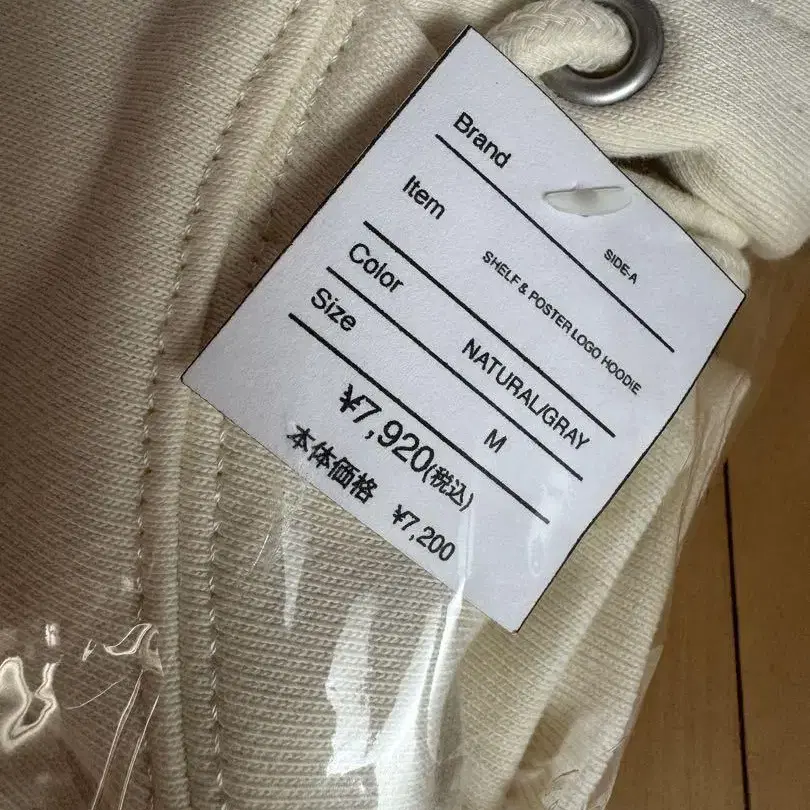 Brand
SIDE-A
Item
SHELF & POSTER LOGO HOODIE
Color
NATURAL/GRAY
Size
M
¥7,920(税込)
本体価格 ¥7,200